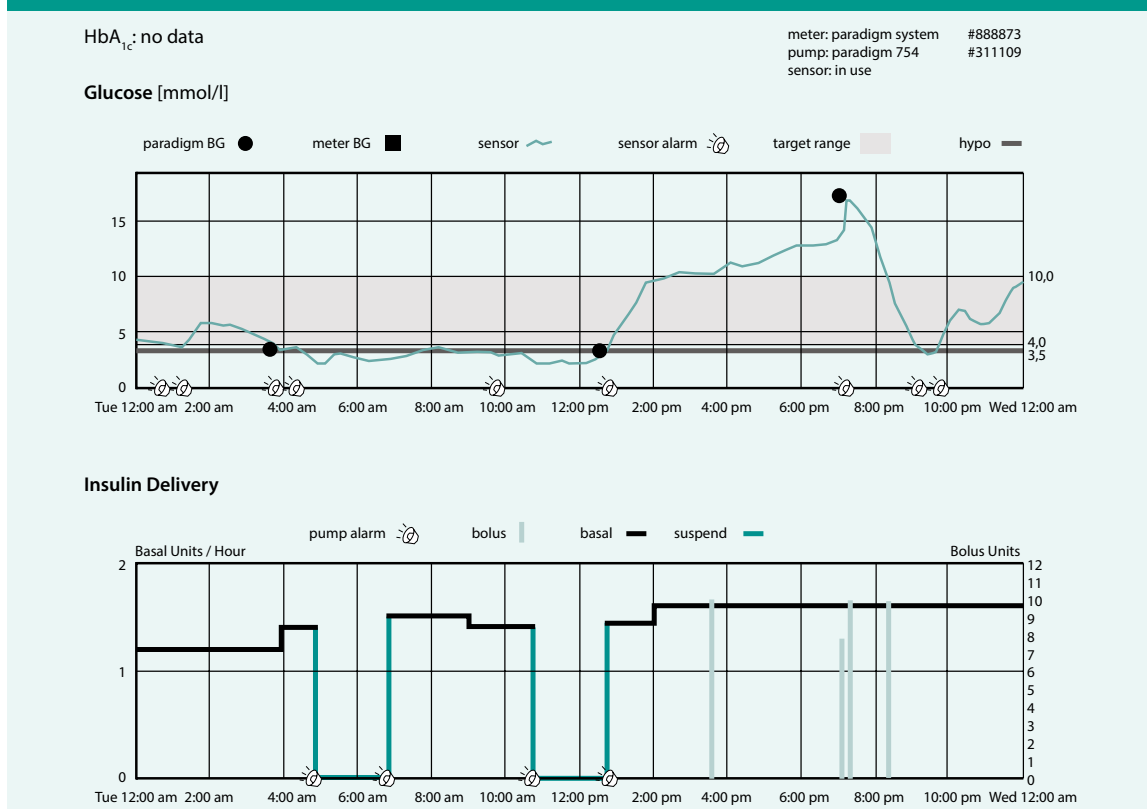 HbA1c: no data
meter: paradigm system #888873
pump: paradigm 754 #311109
sensor: in use
Glucose [mmol/l]
paradigm BG meter BG sensor sensor alarm target range hypo
15
10 10,0
5
4,0
3,5
0
Tue 12:00 am 2:00 am 4:00 am 6:00 am 8:00 am 10:00 am 12:00 pm 2:00 pm 4:00 pm 6:00 pm 8:00 pm 10:00 pm Wed 12:00 am
Insulin Delivery
pump alarm bolus basal suspend
Basal Units / Hour Bolus Units
2 12
11
10
9
8
7
1 6
5
4
3
2
1
0 0
Tue 12:00 am 2:00 am 4:00 am 6:00 am 8:00 am 10:00 am 12:00 pm 2:00 pm 4:00 pm 6:00 pm 8:00 pm 10:00 pm Wed 12:00 am